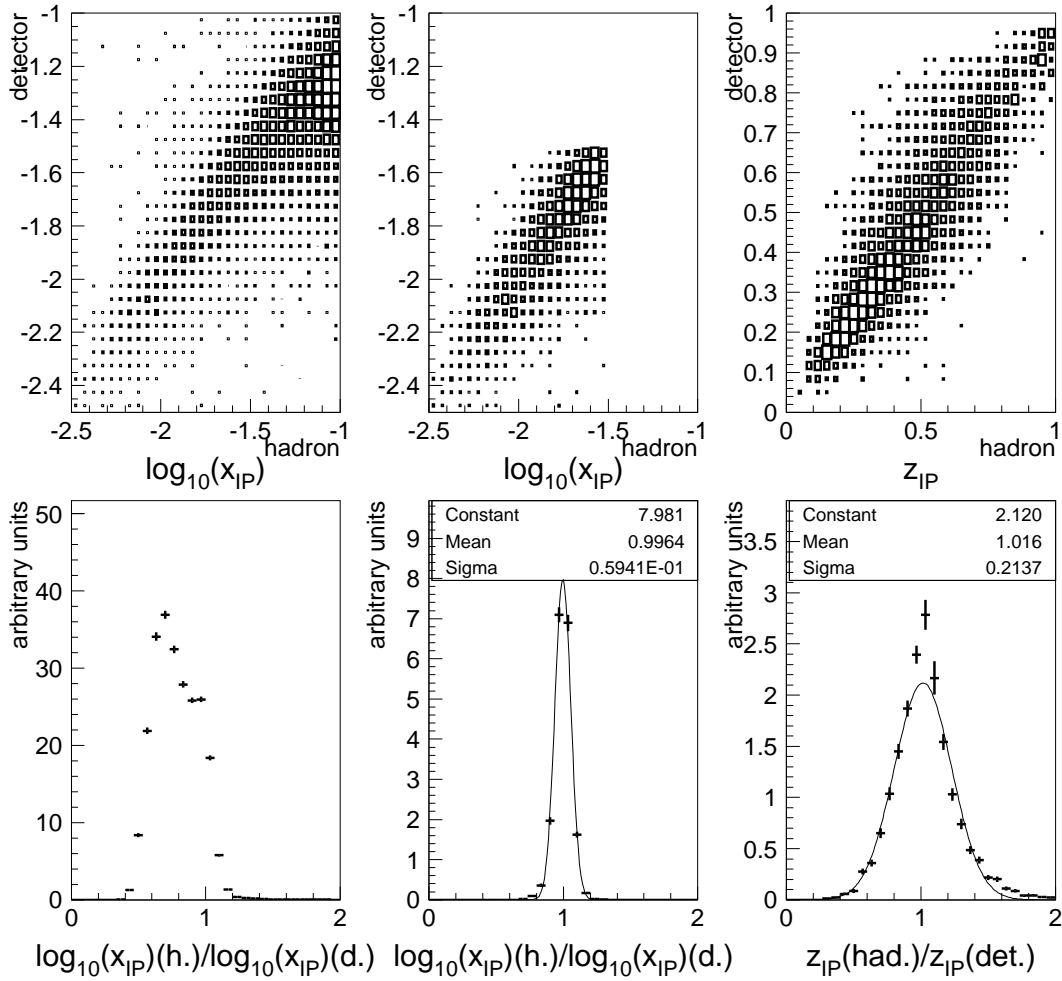 detector
-1
-1.2
-1.4
-1.6
-1.8
-2
-2.2
-2.4
-2.5 -2 -1.5 -1
hadron
log10(xIP)
detector
-1
-1.2
-1.4
-1.6
-1.8
-2
-2.2
-2.4
-2.5 -2 -1.5 -1
hadron
log10(xIP)
detector
1
0.9
0.8
0.7
0.6
0.5
0.4
0.3
0.2
0.1
0
0 0.5 1
hadron
zIP
arbitrary units
50
40
30
20
10
0
0 1 2
log10(xIP)(h.)/log10(xIP)(d.)
arbitrary units
Constant 7.981
Mean 0.9964
Sigma 0.5941E-01
9
8
7
6
5
4
3
2
1
0
0 1 2
log10(xIP)(h.)/log10(xIP)(d.)
arbitrary units
Constant 2.120
Mean 1.016
Sigma 0.2137
3.5
3
2.5
2
1.5
1
0.5
0
0 1 2
zIP(had.)/zIP(det.)